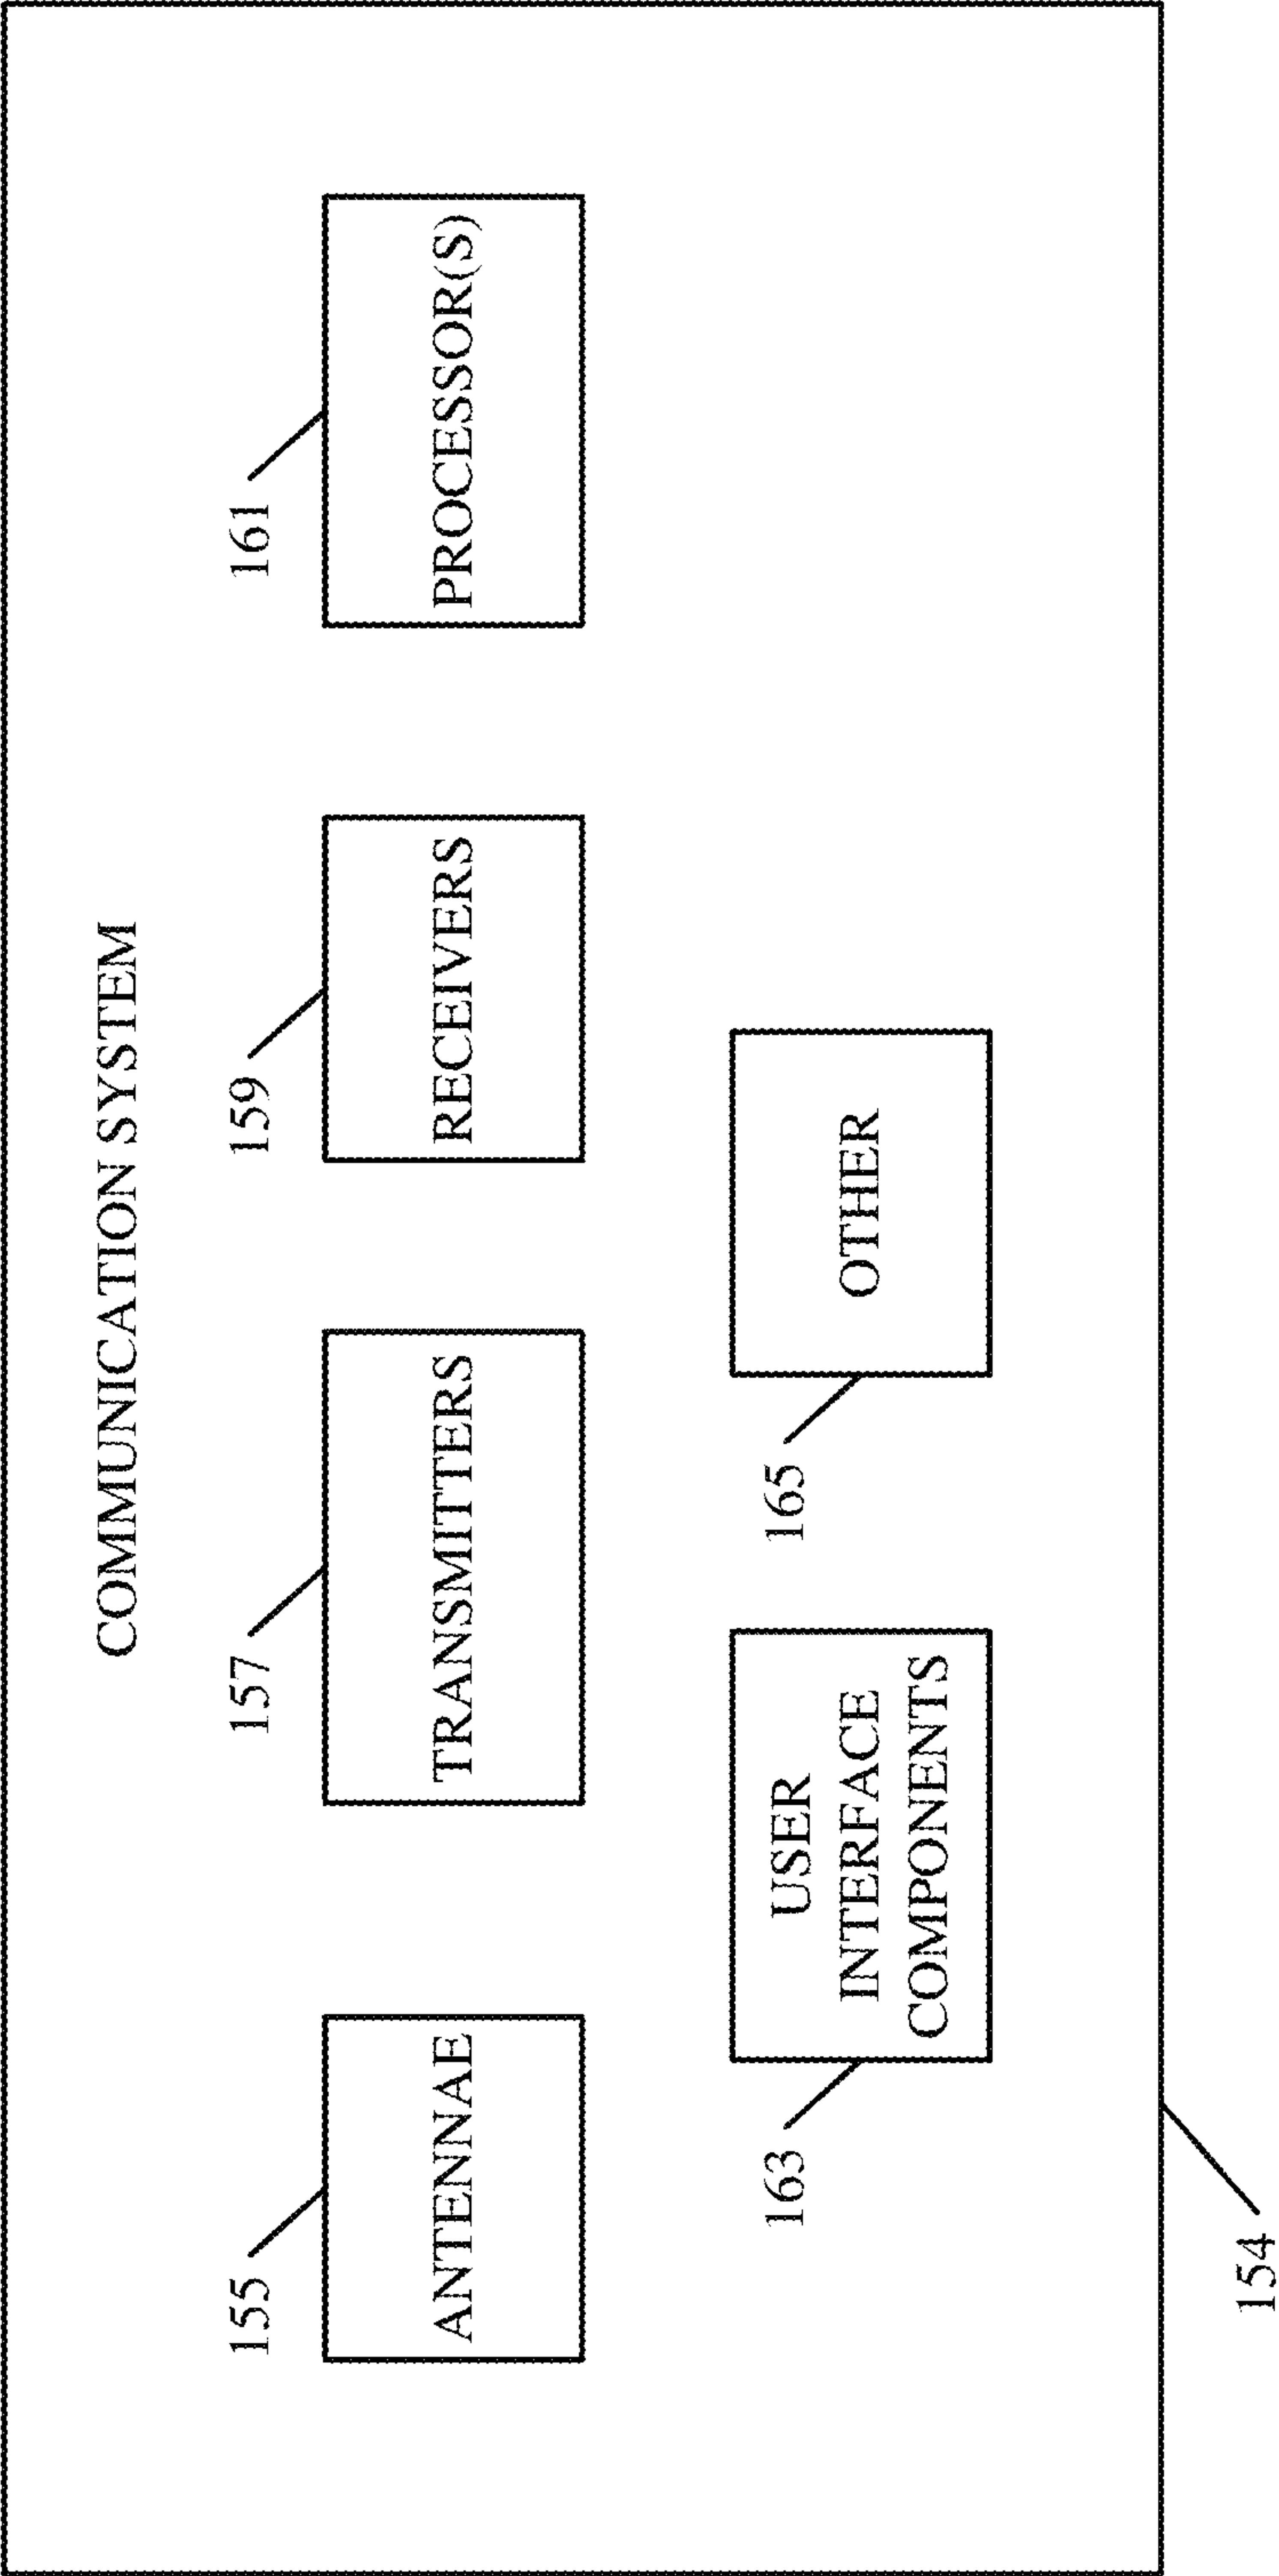 COMMUNICATION SYSTEM
155
157
159
161
ANTENNAE
TRANSMITTERS
RECEIVERS
PROCESSOR(S)
163
165
USER
INTERFACE
COMPONENTS
OTHER
154